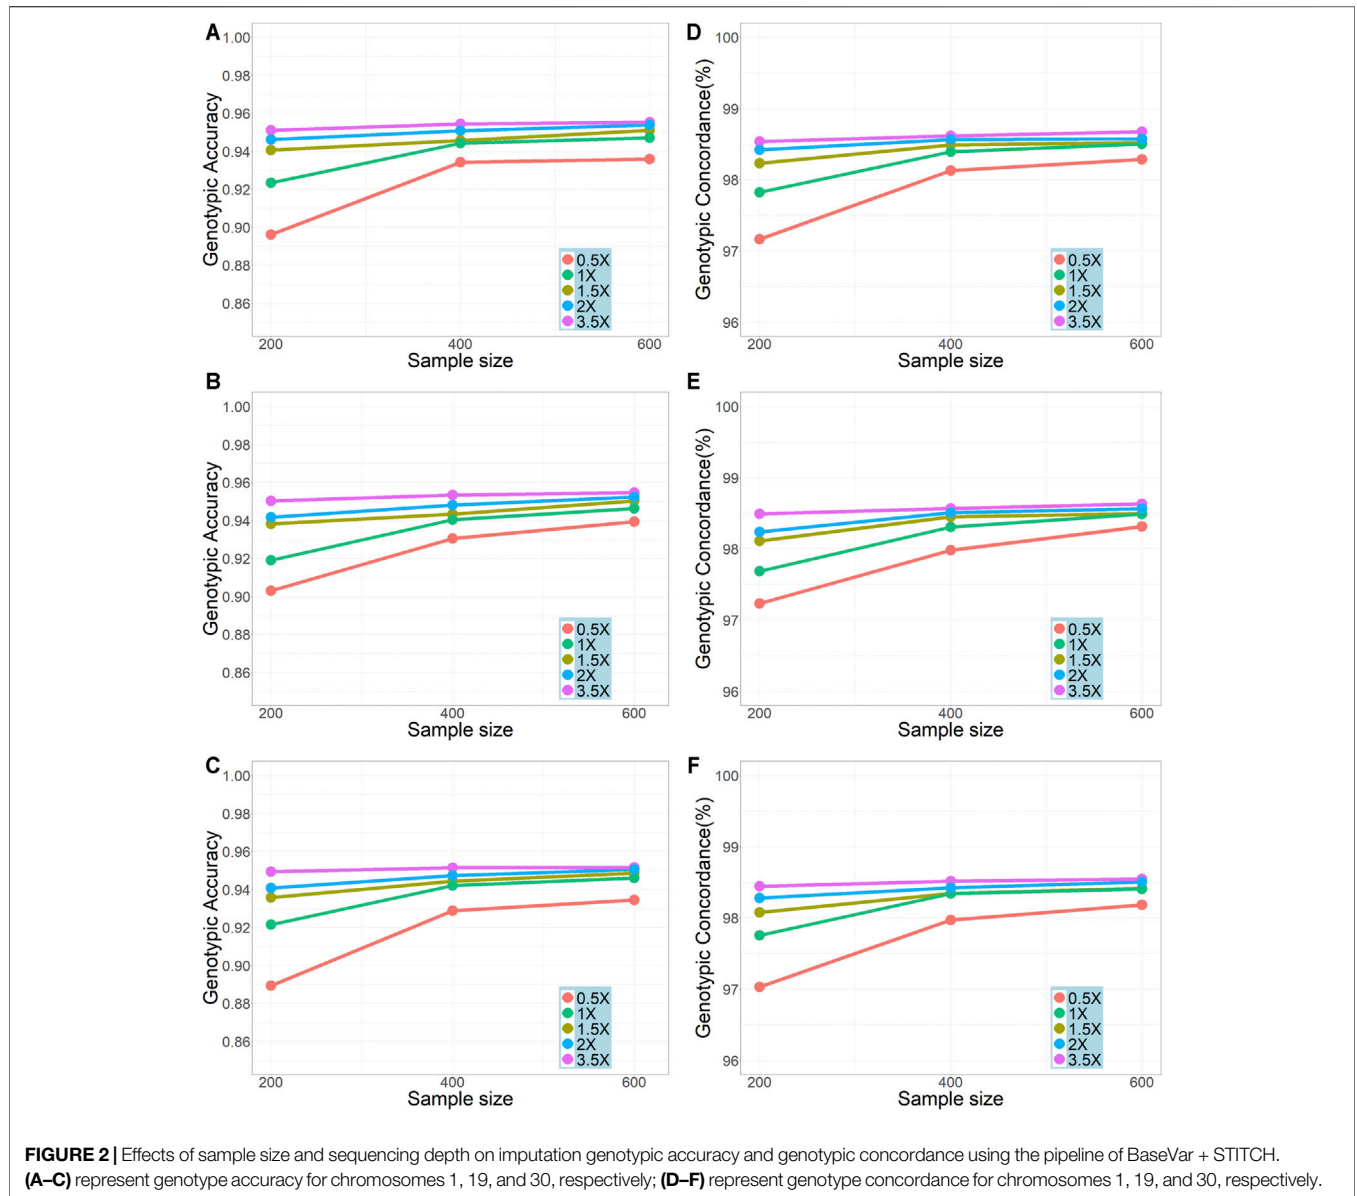 A
Genotypic Accuracy
1.00
0.98
0.96
0.94
0.92
0.90
0.88
0.86
0.5X
1X
1.5X
2X
3.5X
200 400 600
Sample size
D
Genotypic Concordance(%)
100
99
98
97
96
0.5X
1X
1.5X
2X
3.5X
200 400 600
Sample size
B
Genotypic Accuracy
1.00
0.98
0.96
0.94
0.92
0.90
0.88
0.86
0.5X
1X
1.5X
2X
3.5X
200 400 600
Sample size
E
Genotypic Concordance(%)
100
99
98
97
96
0.5X
1X
1.5X
2X
3.5X
200 400 600
Sample size
C
Genotypic Accuracy
1.00
0.98
0.96
0.94
0.92
0.90
0.88
0.86
0.5X
1X
1.5X
2X
3.5X
200 400 600
Sample size
F
Genotypic Concordance(%)
100
99
98
97
96
0.5X
1X
1.5X
2X
3.5X
200 400 600
Sample size
FIGURE 2 | Effects of sample size and sequencing depth on imputation genotypic accuracy and genotypic concordance using the pipeline of BaseVar + STITCH.
(A–C) represent genotype accuracy for chromosomes 1, 19, and 30, respectively; (D–F) represent genotype concordance for chromosomes 1, 19, and 30, respectively.